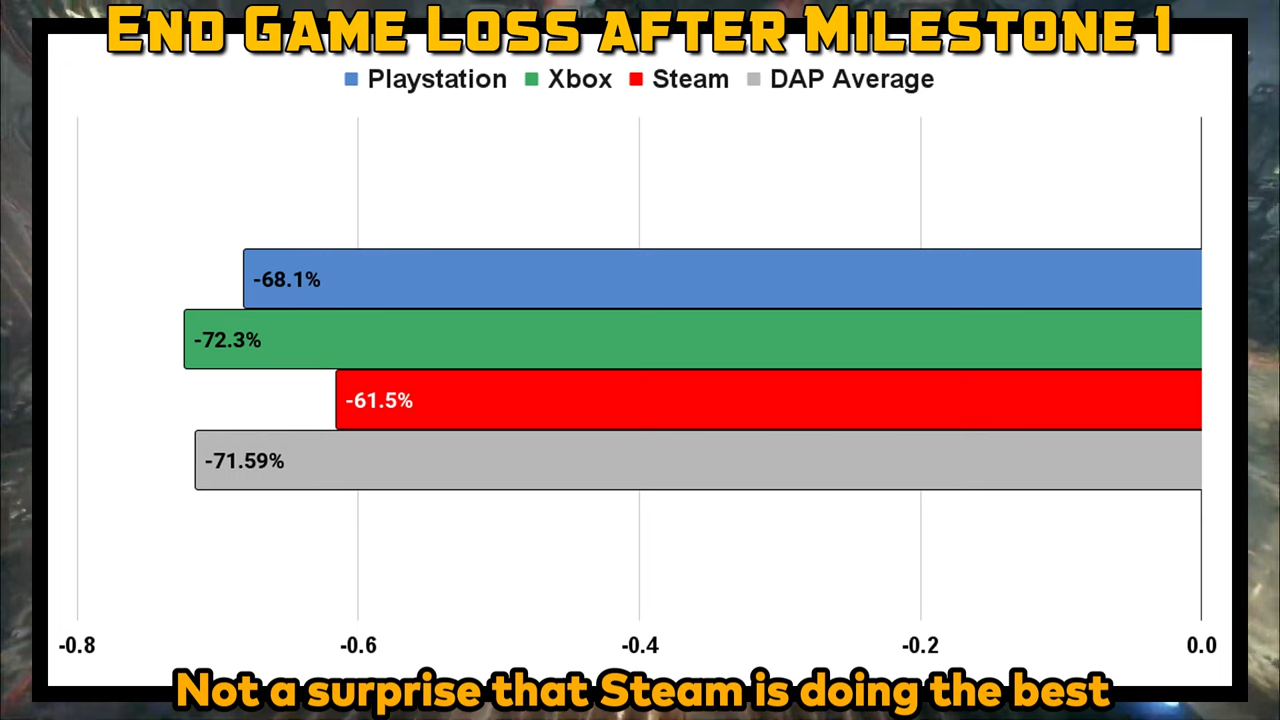 End Game Loss after Milestone 1
Playstation Xbox Steam DAP Average
-68.1%
-72.3%
-61.5%
-71.59%
-0.8 -0.6 -0.4 -0.2 0.0
Not a surprise that Steam is doing the best